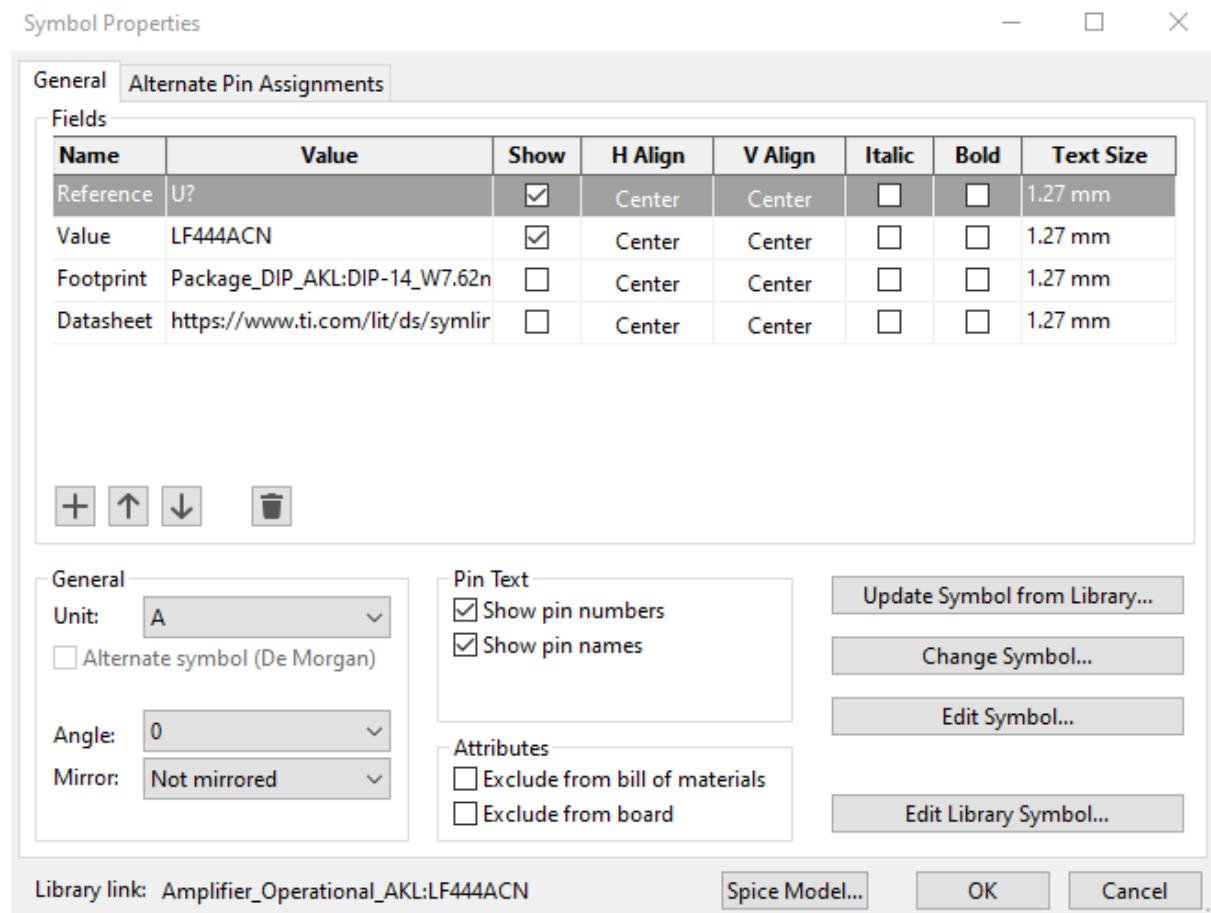 Symbol Properties
General Alternate Pin Assignments
Fields
Name Value Show H Align V Align Italic Bold Text Size
Reference U? Center Center 1.27 mm
Value LF444ACN Center Center 1.27 mm
Footprint Package_DIP_AKL:DIP-14_W7.62n Center Center 1.27 mm
Datasheet https://www.ti.com/lit/ds/symlir Center Center 1.27 mm
General
Unit: A
Alternate symbol (De Morgan)
Angle: 0
Mirror: Not mirrored
Pin Text
Show pin numbers
Show pin names
Attributes
Exclude from bill of materials
Exclude from board
Update Symbol from Library...
Change Symbol...
Edit Symbol...
Edit Library Symbol...
Library link: Amplifier_Operational_AKL:LF444ACN Spice Model... OK Cancel